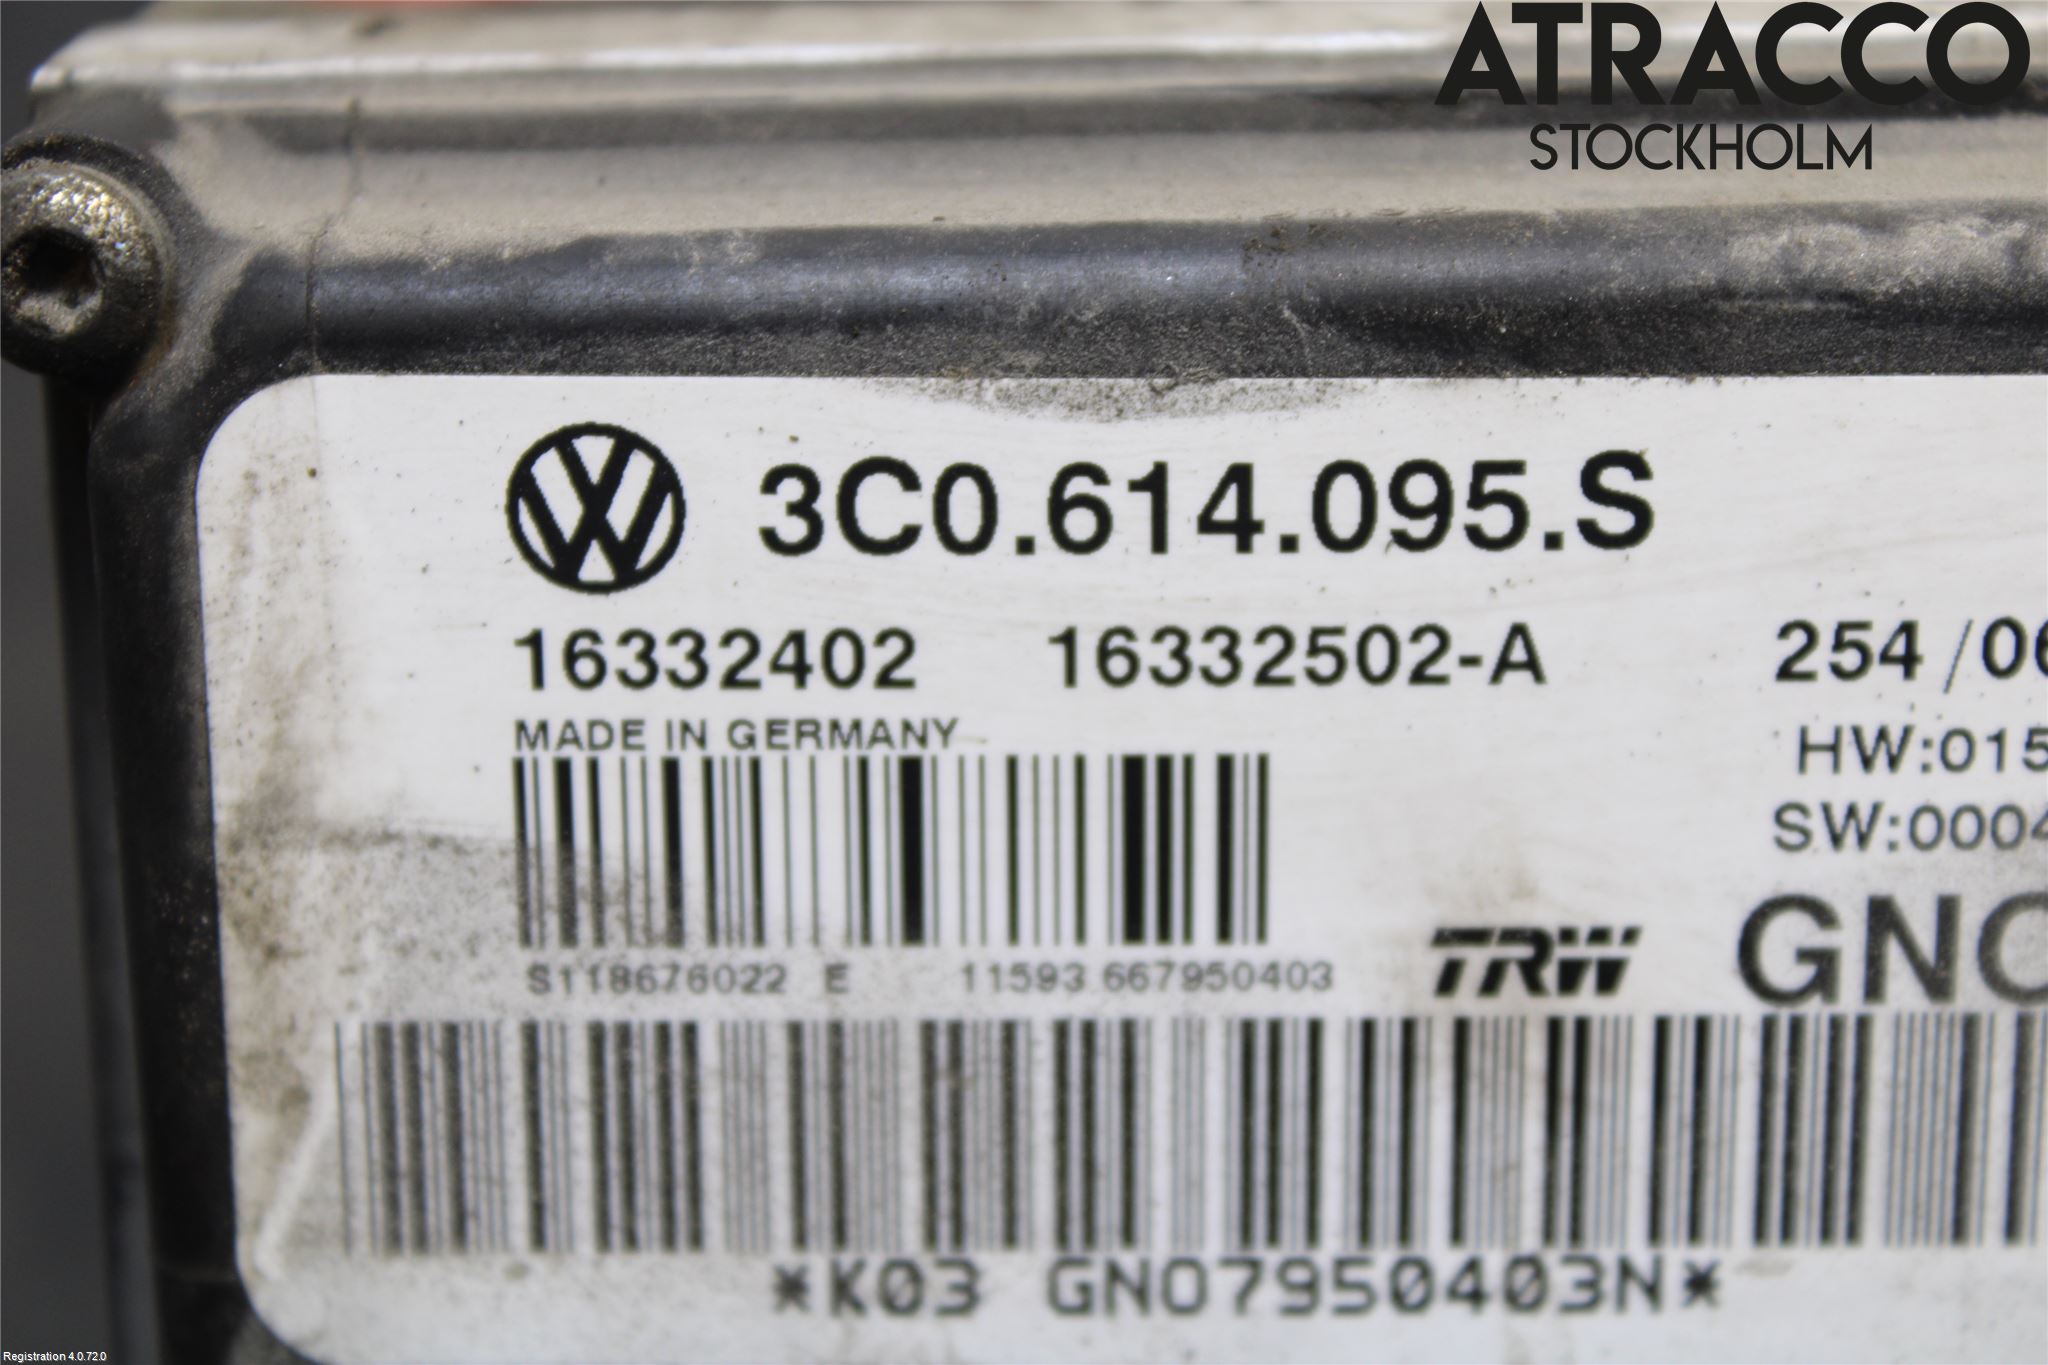 ATRACCO
STOCKHOLM
3C0.614.095.S
16332402 16332502-A 254/06
MADE IN GERMANY
HW:015
SW:0004
S118676022 E 11593 667950403
TRW GNO
*K03 GNO7950403N*
Registration 4.0.72.0